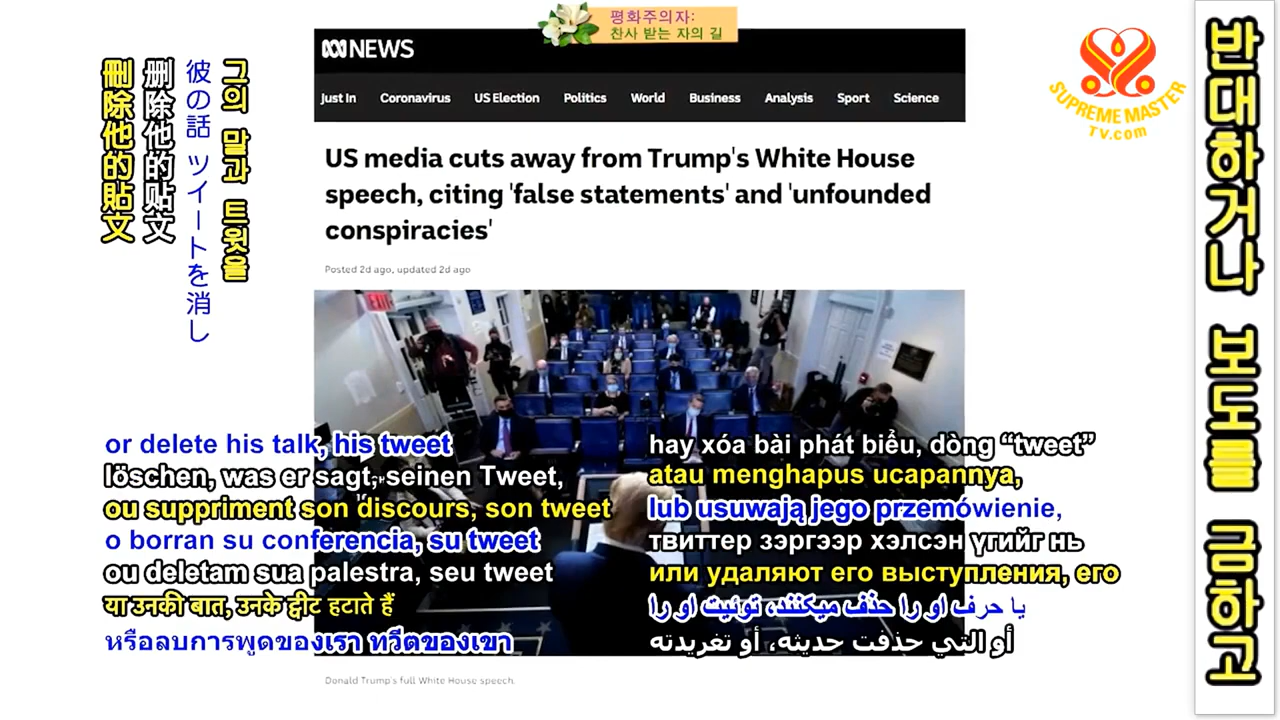 평화주의자:
찬사 받는 자의 길
NEWS
Just In Coronavirus US Election Politics World Business Analysis Sport Science
US media cuts away from Trump's White House
speech, citing 'false statements' and 'unfounded
conspiracies'
Posted 2d ago, updated 2d ago
EXIT
SUPREME MASTER
TV.com
반대하거나 보도를 금하고
그의 말과 트윗을
彼の話 ツイートを消し
删除他的贴文
刪除他的貼文
or delete his talk, his tweet
löschen, was er sagt, seinen Tweet,
ou suppriment son discours, son tweet
o borran su conferencia, su tweet
ou deletam sua palestra, seu tweet
या उनकी बात, उनके ट्वीट हटाते हैं
หรือลบการพูดของเรา ทวีตของเขา
hay xóa bài phát biểu, dòng “tweet”
atau menghapus ucapannya,
lub usuwają jego przemówienie,
твиттер зэргээр хэлсэн үгийг нь
или удаляют его выступления, его
یا حرف او را حذف میکنند، توئیت او را
أو التي حذفت حديثه، أو تغريدته
Donald Trump's full White House speech.